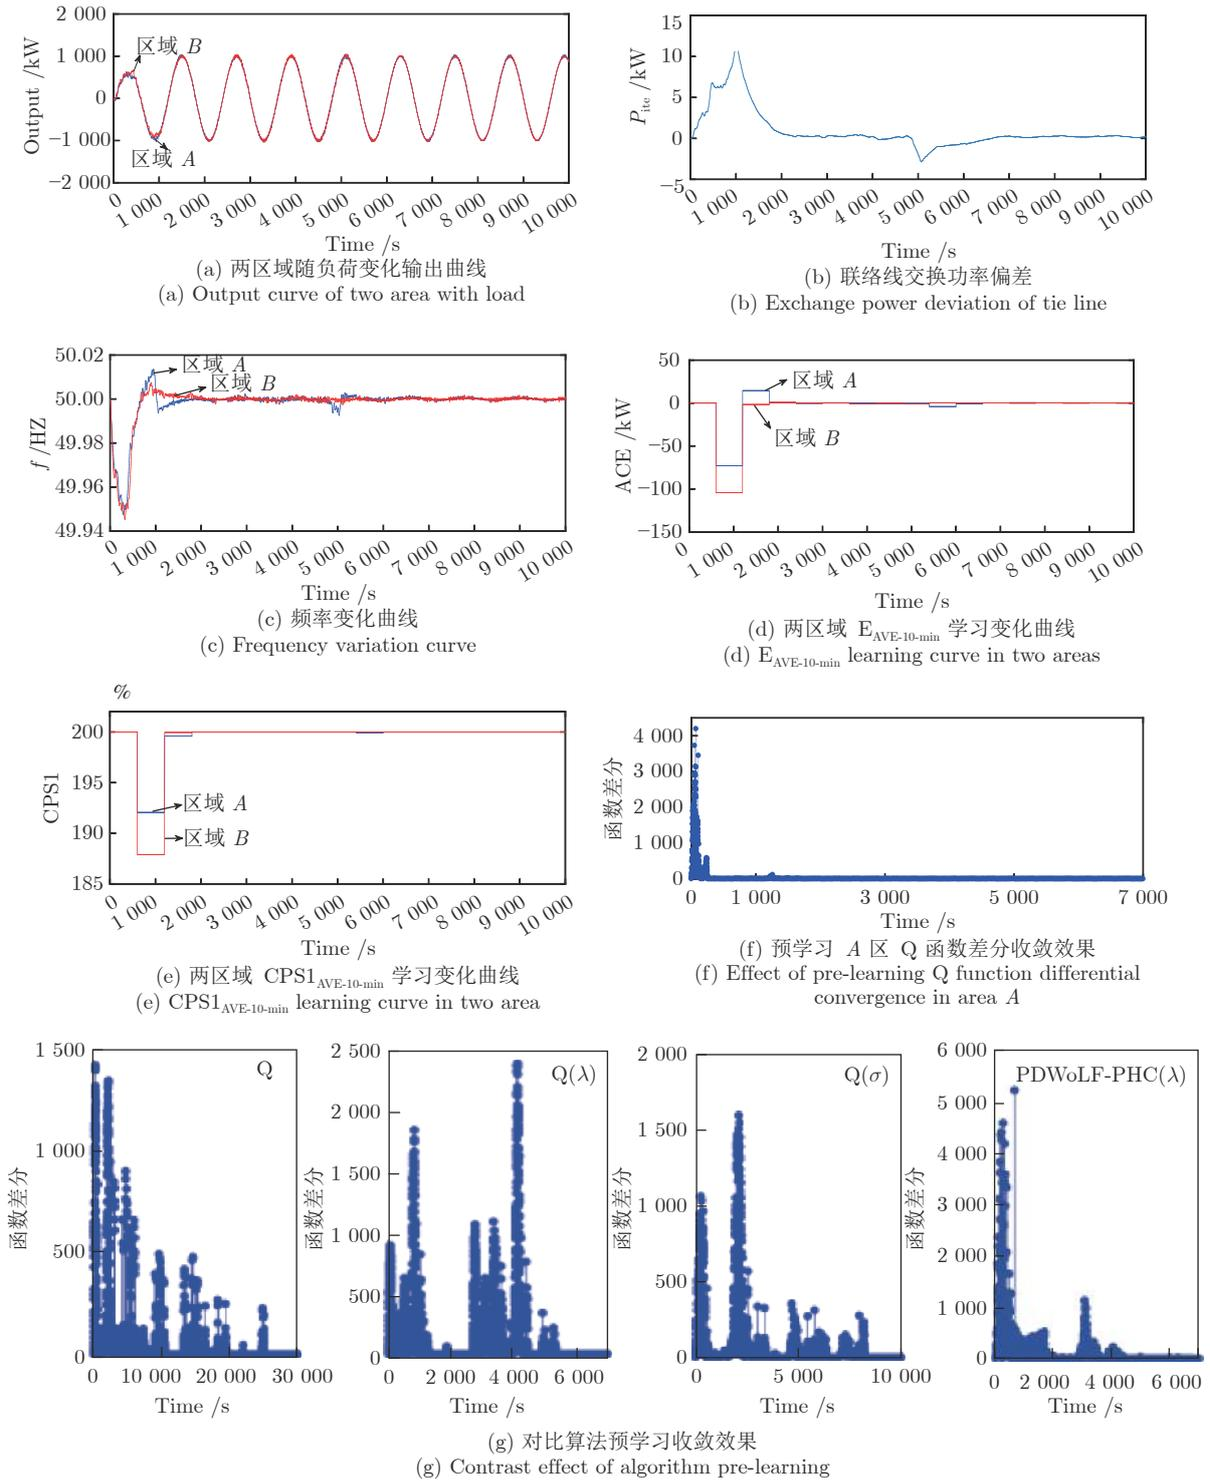 2 000
1 000
0
−1 000
−2 000
Output /kW
区域 B
区域 A
0
1 000
2 000
3 000
4 000
5 000
6 000
7 000
8 000
9 000
10 000
Time /s
(a) 两区域随负荷变化输出曲线
(a) Output curve of two area with load
15
10
5
0
−5
P_ite /kW
0
1 000
2 000
3 000
4 000
5 000
6 000
7 000
8 000
9 000
10 000
Time /s
(b) 联络线交换功率偏差
(b) Exchange power deviation of tie line
50.02
50.00
49.98
49.96
49.94
f /HZ
区域 A
区域 B
0
1 000
2 000
3 000
4 000
5 000
6 000
7 000
8 000
9 000
10 000
Time /s
(c) 频率变化曲线
(c) Frequency variation curve
50
0
−50
−100
−150
ACE /kW
区域 A
区域 B
0
1 000
2 000
3 000
4 000
5 000
6 000
7 000
8 000
9 000
10 000
Time /s
(d) 两区域 E_AVE-10-min 学习变化曲线
(d) E_AVE-10-min learning curve in two areas
%
200
195
190
185
CPS1
区域 A
区域 B
0
1 000
2 000
3 000
4 000
5 000
6 000
7 000
8 000
9 000
10 000
Time /s
(e) 两区域 CPS1_AVE-10-min 学习变化曲线
(e) CPS1_AVE-10-min learning curve in two area
4 000
3 000
2 000
1 000
0
函数差分
0 1 000 3 000 5 000 7 000
Time /s
(f) 预学习 A 区 Q 函数差分收敛效果
(f) Effect of pre-learning Q function differential
convergence in area A
1 500
1 000
500
0
函数差分
Q
0 10 000 20 000 30 000
Time /s
2 500
2 000
1 500
1 000
500
0
函数差分
Q(λ)
0 2 000 4 000 6 000
Time /s
2 000
1 500
1 000
500
0
函数差分
Q(σ)
0 5 000 10 000
Time /s
6 000
5 000
4 000
3 000
2 000
1 000
0
函数差分
PDWoLF-PHC(λ)
0 2 000 4 000 6 000
Time /s
(g) 对比算法预学习收敛效果
(g) Contrast effect of algorithm pre-learning